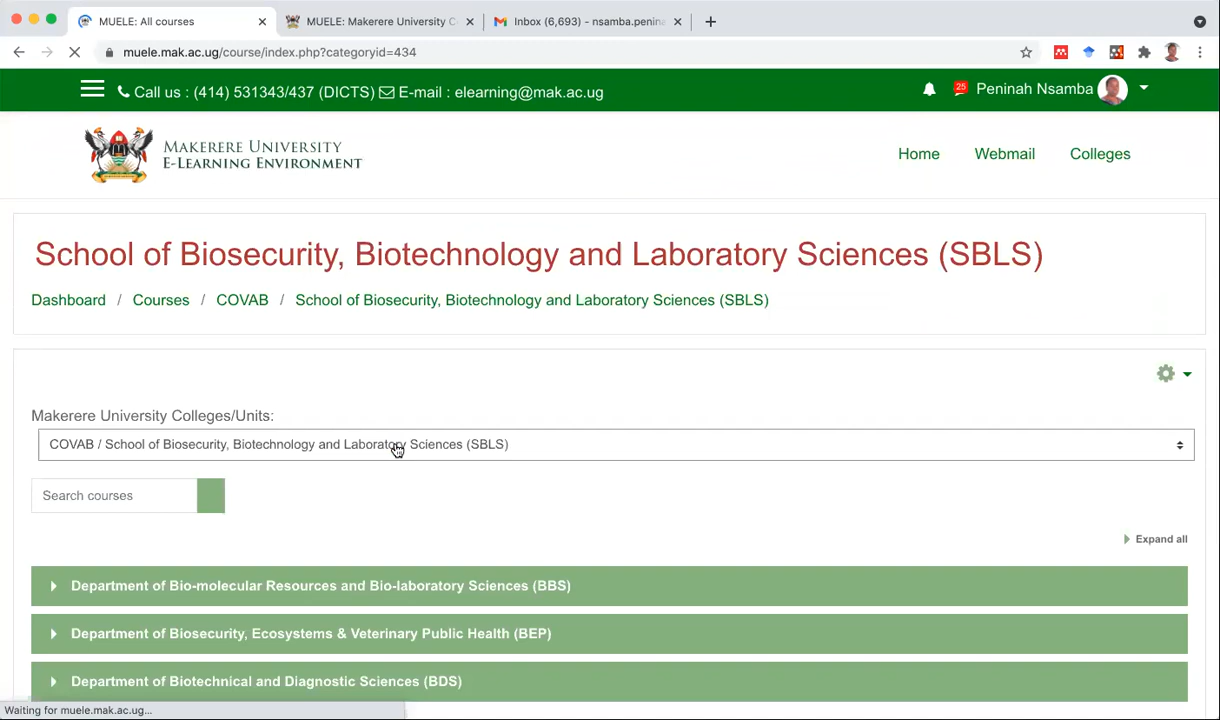 MUELE: All courses
MUELE: Makerere University C
Inbox (6,693) - nsamba.penina
muele.mak.ac.ug/course/index.php?categoryid=434
Call us : (414) 531343/437 (DICTS) E-mail : elearning@mak.ac.ug
25
Peninah Nsamba
MAKERERE UNIVERSITY
E-LEARNING ENVIRONMENT
Home
Webmail
Colleges
School of Biosecurity, Biotechnology and Laboratory Sciences (SBLS)
Dashboard / Courses / COVAB / School of Biosecurity, Biotechnology and Laboratory Sciences (SBLS)
Makerere University Colleges/Units:
COVAB / School of Biosecurity, Biotechnology and Laboratory Sciences (SBLS)
Search courses
Expand all
Department of Bio-molecular Resources and Bio-laboratory Sciences (BBS)
Department of Biosecurity, Ecosystems & Veterinary Public Health (BEP)
Department of Biotechnical and Diagnostic Sciences (BDS)
Waiting for muele.mak.ac.ug...